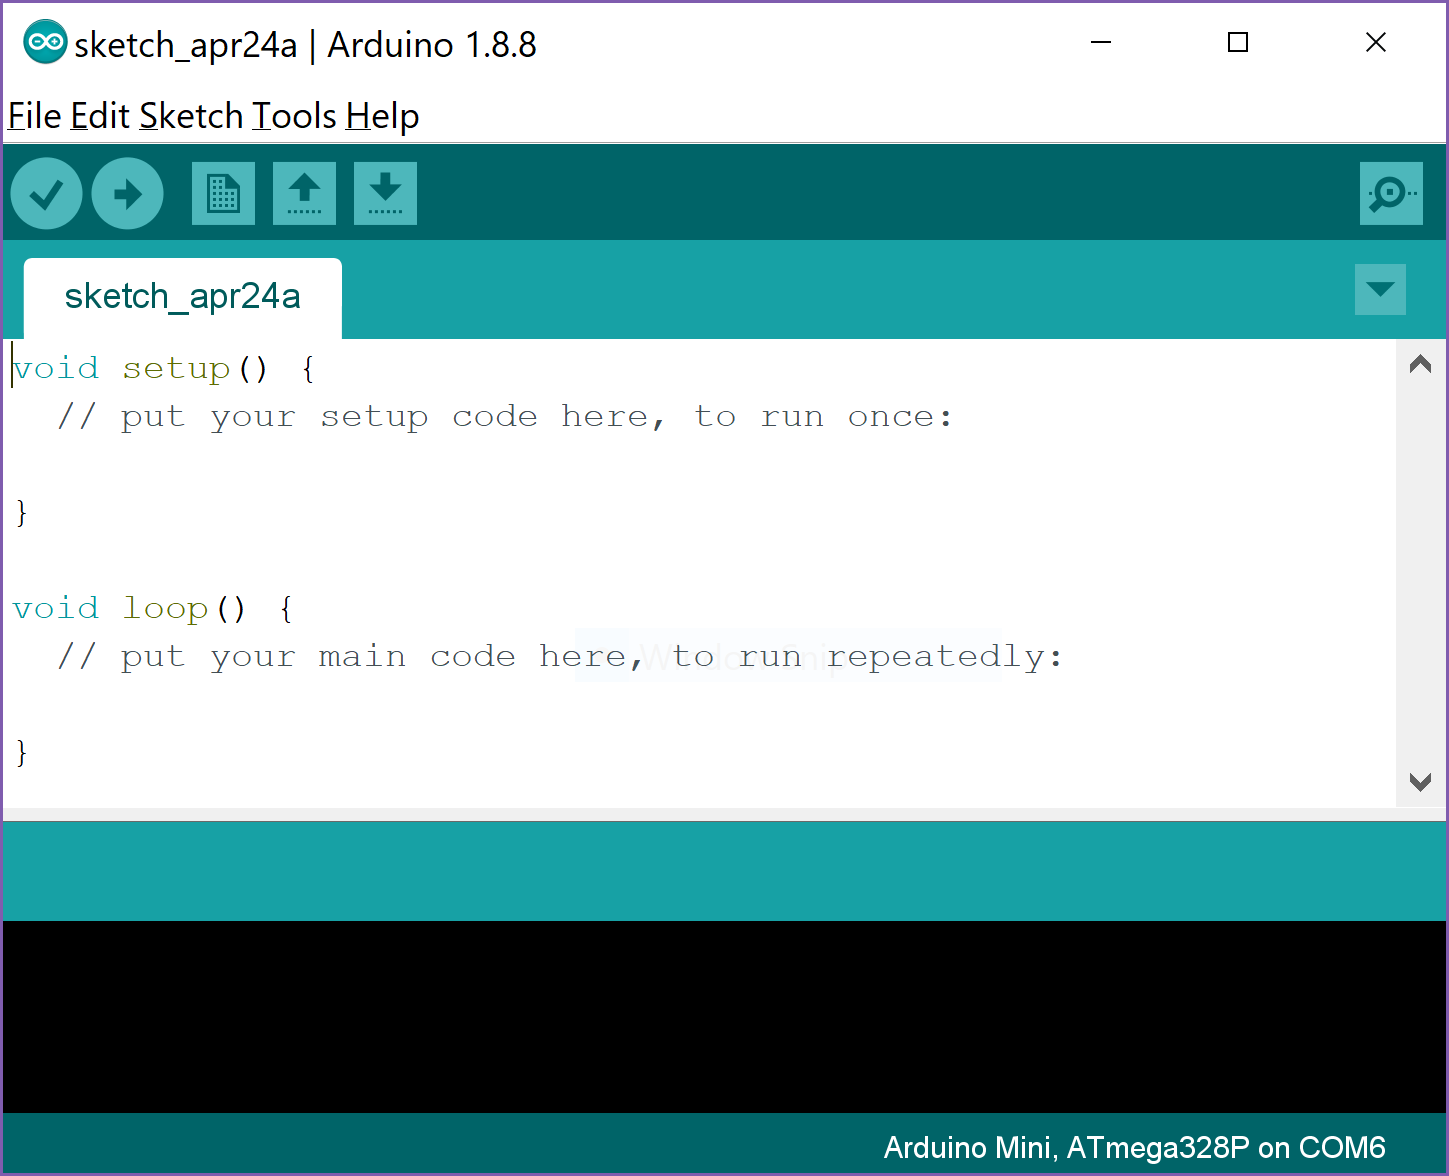 sketch_apr24a | Arduino 1.8.8
File Edit Sketch Tools Help
sketch_apr24a
void setup() {
  // put your setup code here, to run once:
}
void loop() {
  // put your main code here, to run repeatedly:
}
Arduino Mini, ATmega328P on COM6